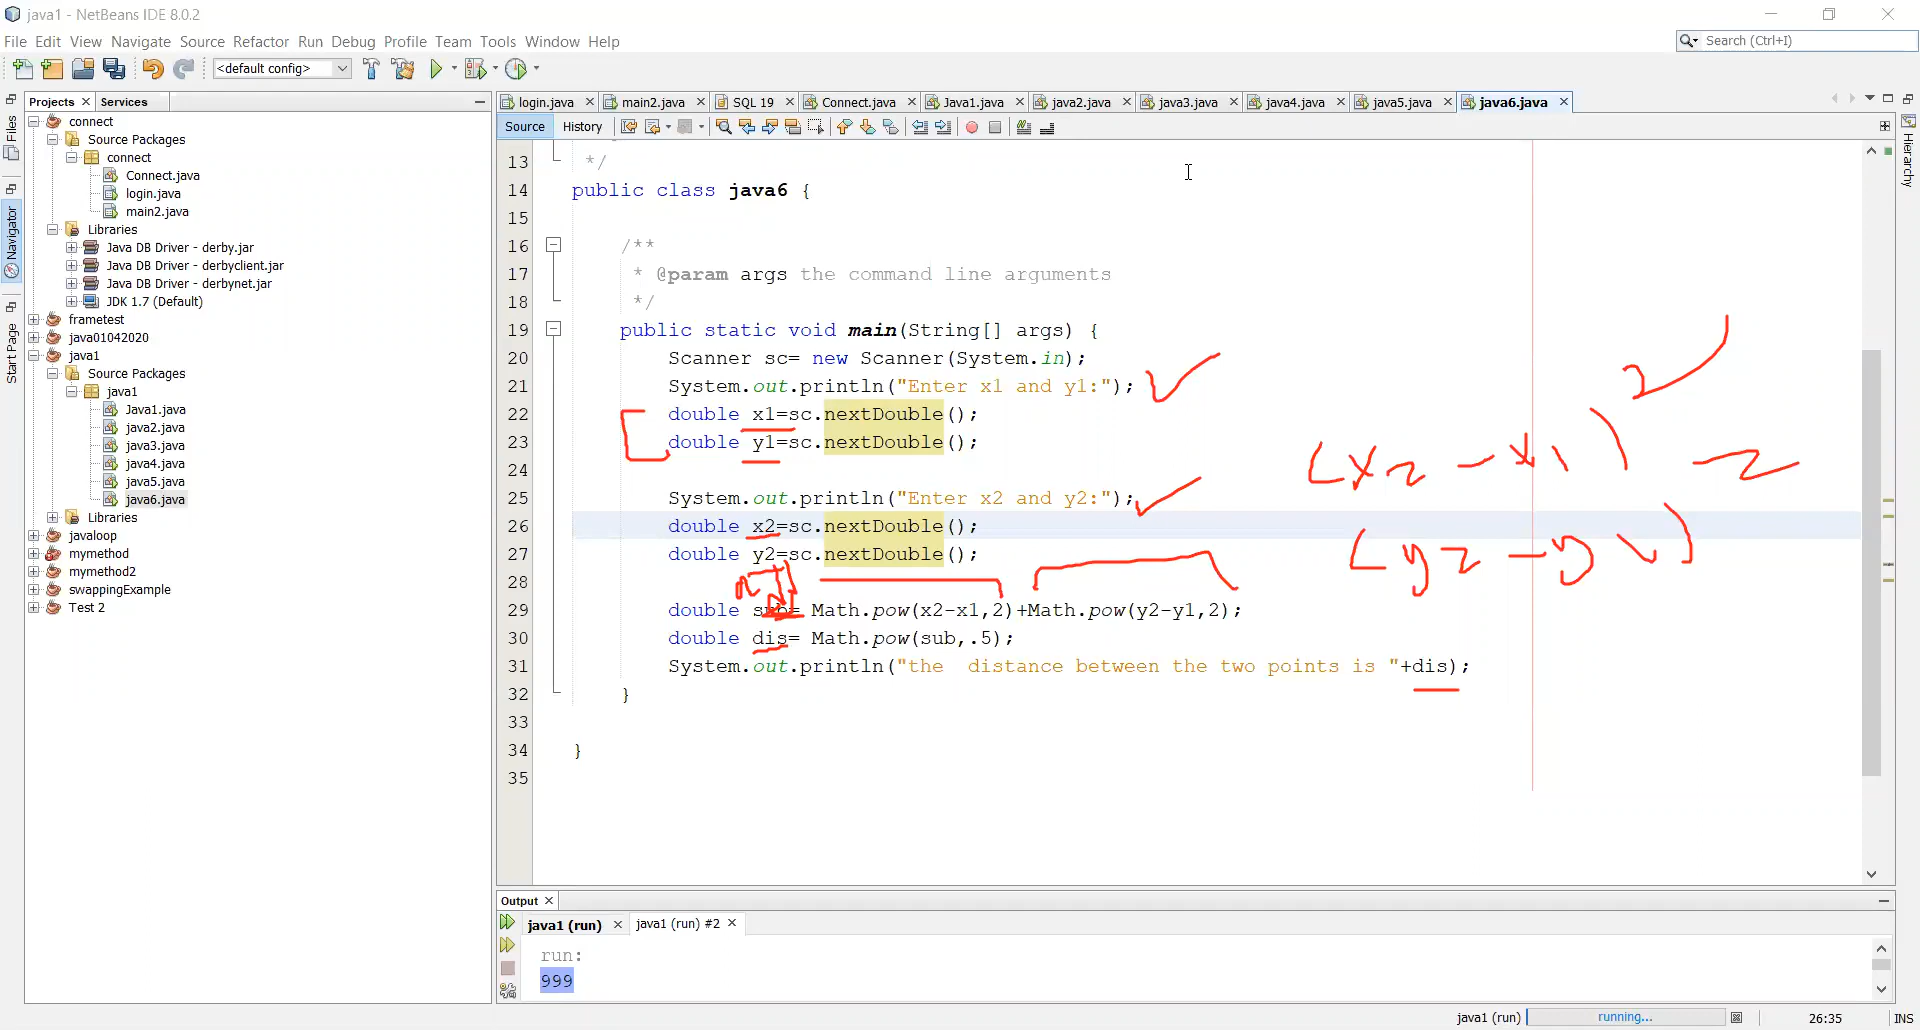 java1 - NetBeans IDE 8.0.2
File Edit View Navigate Source Refactor Run Debug Profile Team Tools Window Help
Search (Ctrl+I)
<default config>
Projects Services
login.java main2.java SQL 19 Connect.java Java1.java java2.java java3.java java4.java java5.java java6.java
Source History
Files
Navigator
Start Page
Hierarchy
connect
Source Packages
connect
Connect.java
login.java
main2.java
Libraries
Java DB Driver - derby.jar
Java DB Driver - derbyclient.jar
Java DB Driver - derbynet.jar
JDK 1.7 (Default)
frametest
java01042020
java1
Source Packages
java1
Java1.java
java2.java
java3.java
java4.java
java5.java
java6.java
Libraries
javaloop
mymethod
mymethod2
swappingExample
Test 2
13 */
14 public class java6 {
15
16 /**
17 * @param args the command line arguments
18 */
19 public static void main(String[] args) {
20 Scanner sc= new Scanner(System.in);
21 System.out.println("Enter x1 and y1:");
22 double x1=sc.nextDouble();
23 double y1=sc.nextDouble();
24
25 System.out.println("Enter x2 and y2:");
26 double x2=sc.nextDouble();
27 double y2=sc.nextDouble();
28
29 double sub= Math.pow(x2-x1,2)+Math.pow(y2-y1,2);
30 double dis= Math.pow(sub,.5);
31 System.out.println("the  distance between the two points is "+dis);
32 }
33
34 }
35
(x2 - x1) 2
Output
java1 (run) java1 (run) #2
run:
999
java1 (run) running... 26:35 INS